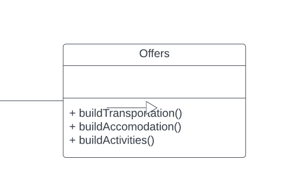 Offers
+ buildTransportation()
+ buildAccomodation()
+ buildActivities()